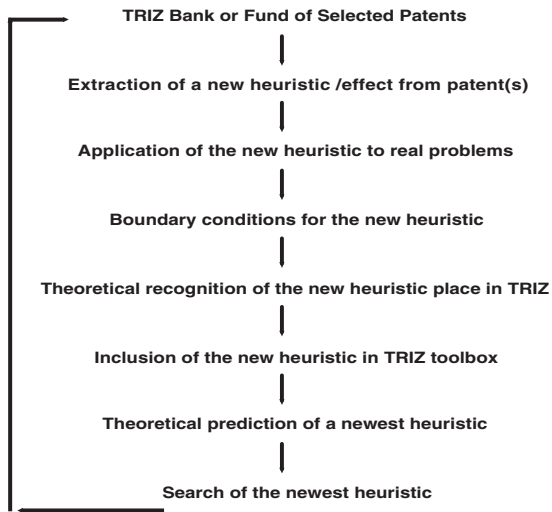 TRIZ Bank or Fund of Selected Patents
Extraction of a new heuristic /effect from patent(s)
Application of the new heuristic to real problems
Boundary conditions for the new heuristic
Theoretical recognition of the new heuristic place in TRIZ
Inclusion of the new heuristic in TRIZ toolbox
Theoretical prediction of a newest heuristic
Search of the newest heuristic